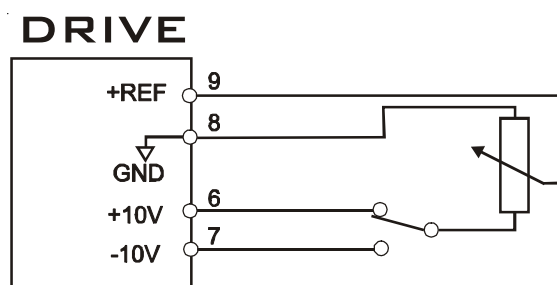 DRIVE
+REF 9
8
GND
+10V 6
-10V 7